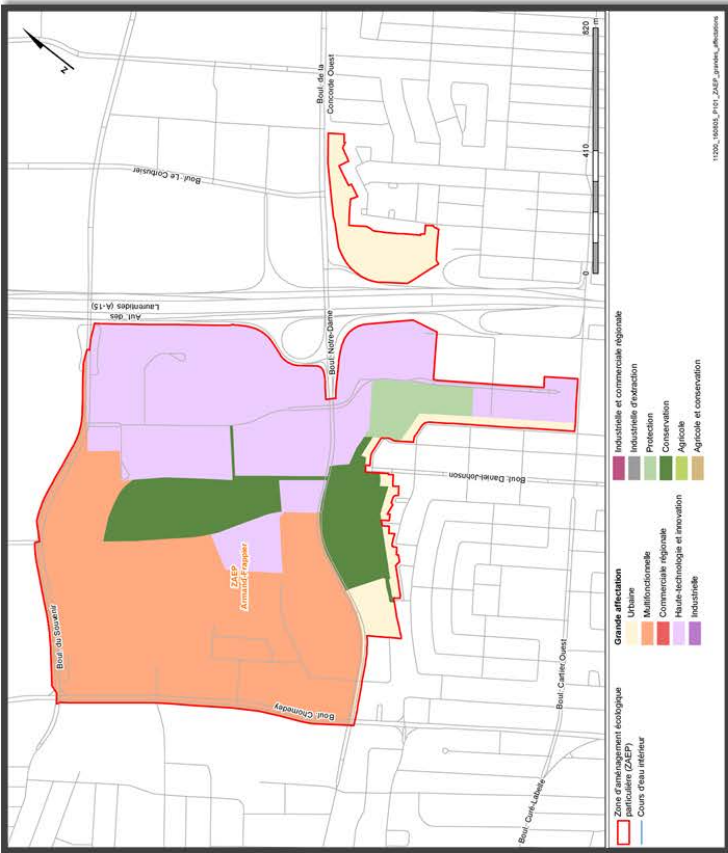 N
Boul. de la
Concorde Ouest
Boul. Le Corbusier
Aut. des
Laurentides (A-15)
Boul. Notre-Dame
Boul. Daniel-Johnson
ZAEP
Armand-Frappier
Boul. du Souvenir
Boul. Chomedey
Boul. Cartier Ouest
Boul. Curé-Labelle
0 410 820
m
Zone d'aménagement écologique
particulière (ZAEP)
Cours d'eau intérieur
Grande affectation
Urbaine
Multifonctionnelle
Commerciale régionale
Haute-technologie et innovation
Industrielle
Industrielle et commerciale régionale
Industrielle d'extraction
Protection
Conservation
Agricole
Agricole et conservation